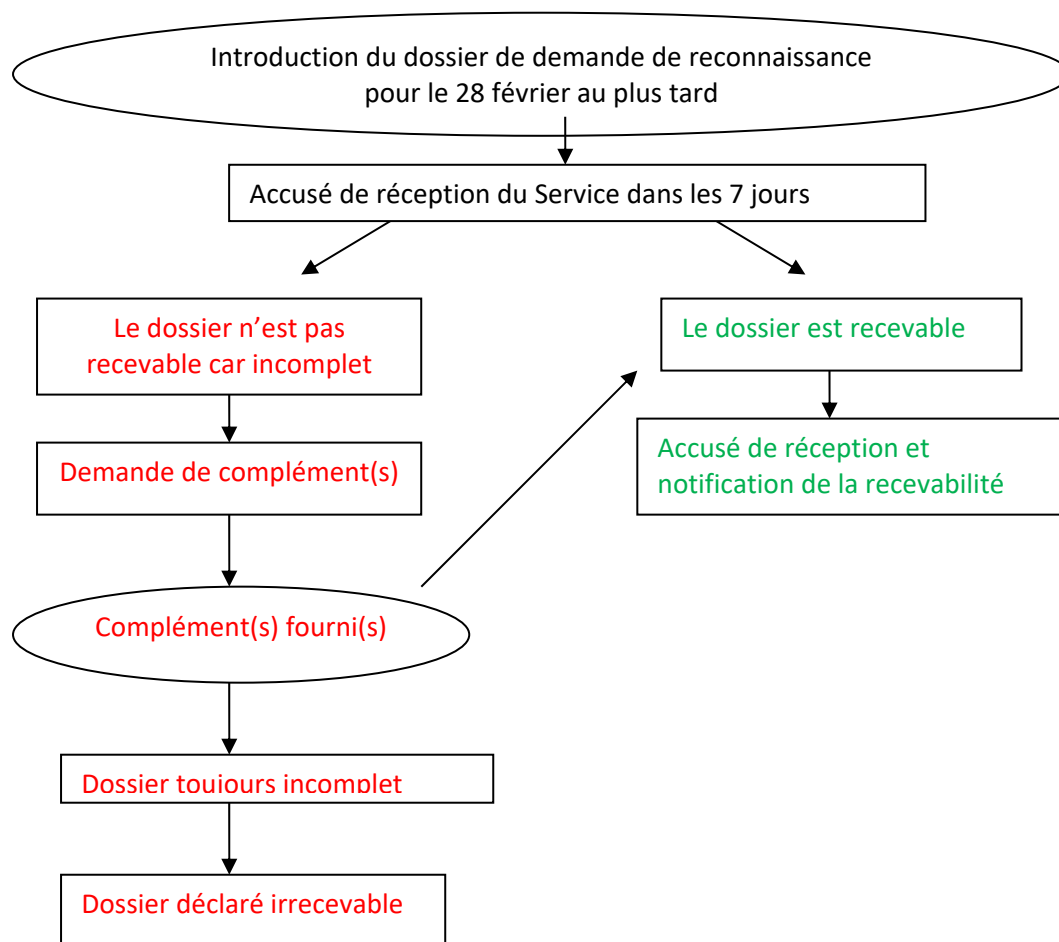 Introduction du dossier de demande de reconnaissance
pour le 28 février au plus tard
Accusé de réception du Service dans les 7 jours
Le dossier n’est pas
recevable car incomplet
Le dossier est recevable
Demande de complément(s)
Accusé de réception et
notification de la recevabilité
Complément(s) fourni(s)
Dossier toujours incomplet
Dossier déclaré irrecevable